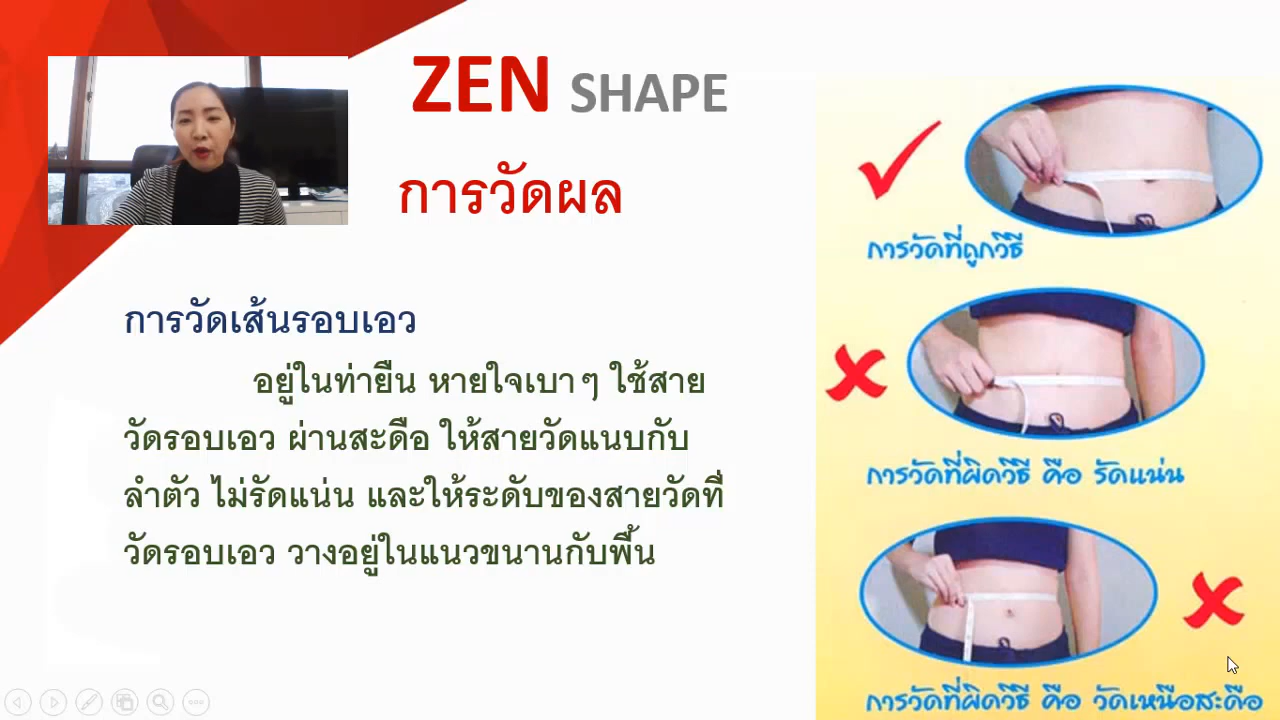 ZEN SHAPE
การวัดผล
การวัดเส้นรอบเอว
อยู่ในท่ายืน หายใจเบาๆ ใช้สาย
วัดรอบเอว ผ่านสะดือ ให้สายวัดแนบกับ
ลำตัว ไม่รัดแน่น และให้ระดับของสายวัดที่
วัดรอบเอว วางอยู่ในแนวขนานกับพื้น
การวัดที่ถูกวิธี
การวัดที่ผิดวิธี คือ รัดแน่น
การวัดที่ผิดวิธี คือ วัดเหนือสะดือ